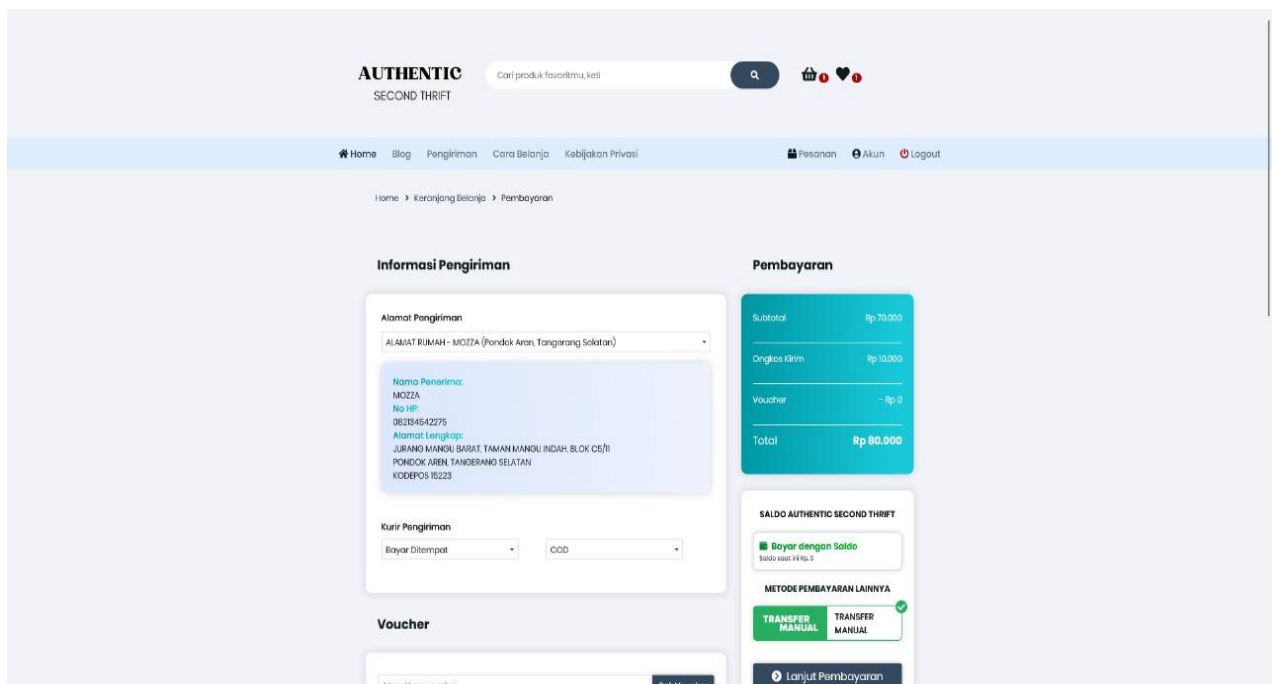 AUTHENTIC
SECOND THRIFT
Cari produk favoritmu, keti
1
1
Home Blog Pengiriman Cara Belanja Kebijakan Privasi
Pesanan Akun Logout
Home > Keranjang Belanja > Pembayaran
Informasi Pengiriman
Alamat Pengiriman
ALAMAT RUMAH - MOZZA (Pondok Aren, Tangerang Selatan)
Nama Penerima:
MOZZA
No HP:
082134542275
Alamat Lengkap:
JURANG MANGU BARAT, TAMAN MANGU INDAH, BLOK C5/11
PONDOK AREN, TANGERANG SELATAN
KODEPOS 15223
Kurir Pengiriman
Bayar Ditempat
COD
Voucher
Pembayaran
Subtotal Rp 70.000
Ongkos Kirim Rp 10.000
Voucher - Rp 0
Total Rp 80.000
SALDO AUTHENTIC SECOND THRIFT
Bayar dengan Saldo
Saldo saat ini Rp. 0
METODE PEMBAYARAN LAINNYA
TRANSFER
MANUAL
TRANSFER
MANUAL
Lanjut Pembayaran